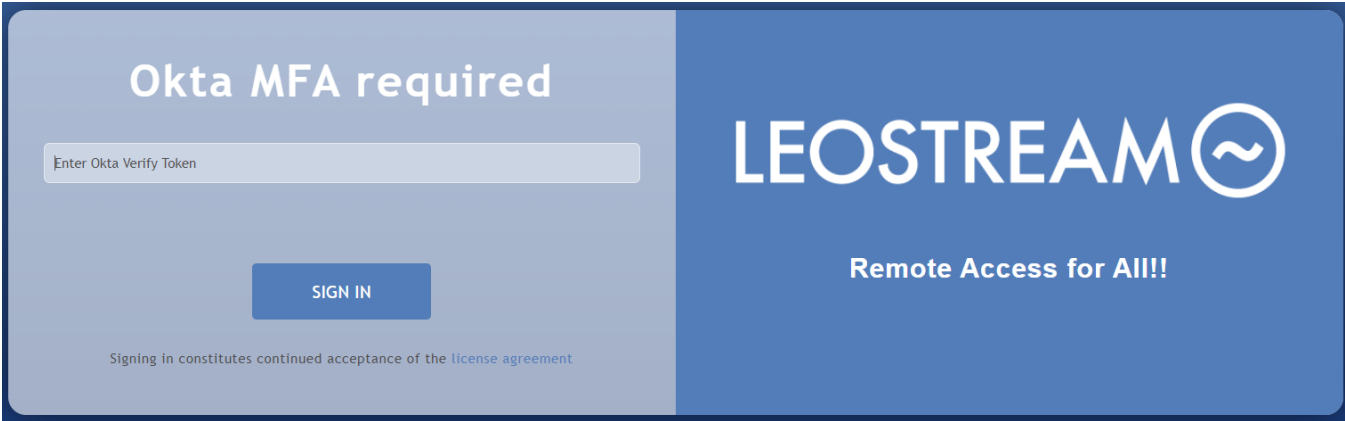 Okta MFA required
Enter Okta Verify Token
SIGN IN
Signing in constitutes continued acceptance of the license agreement
LEOSTREAM
Remote Access for All!!